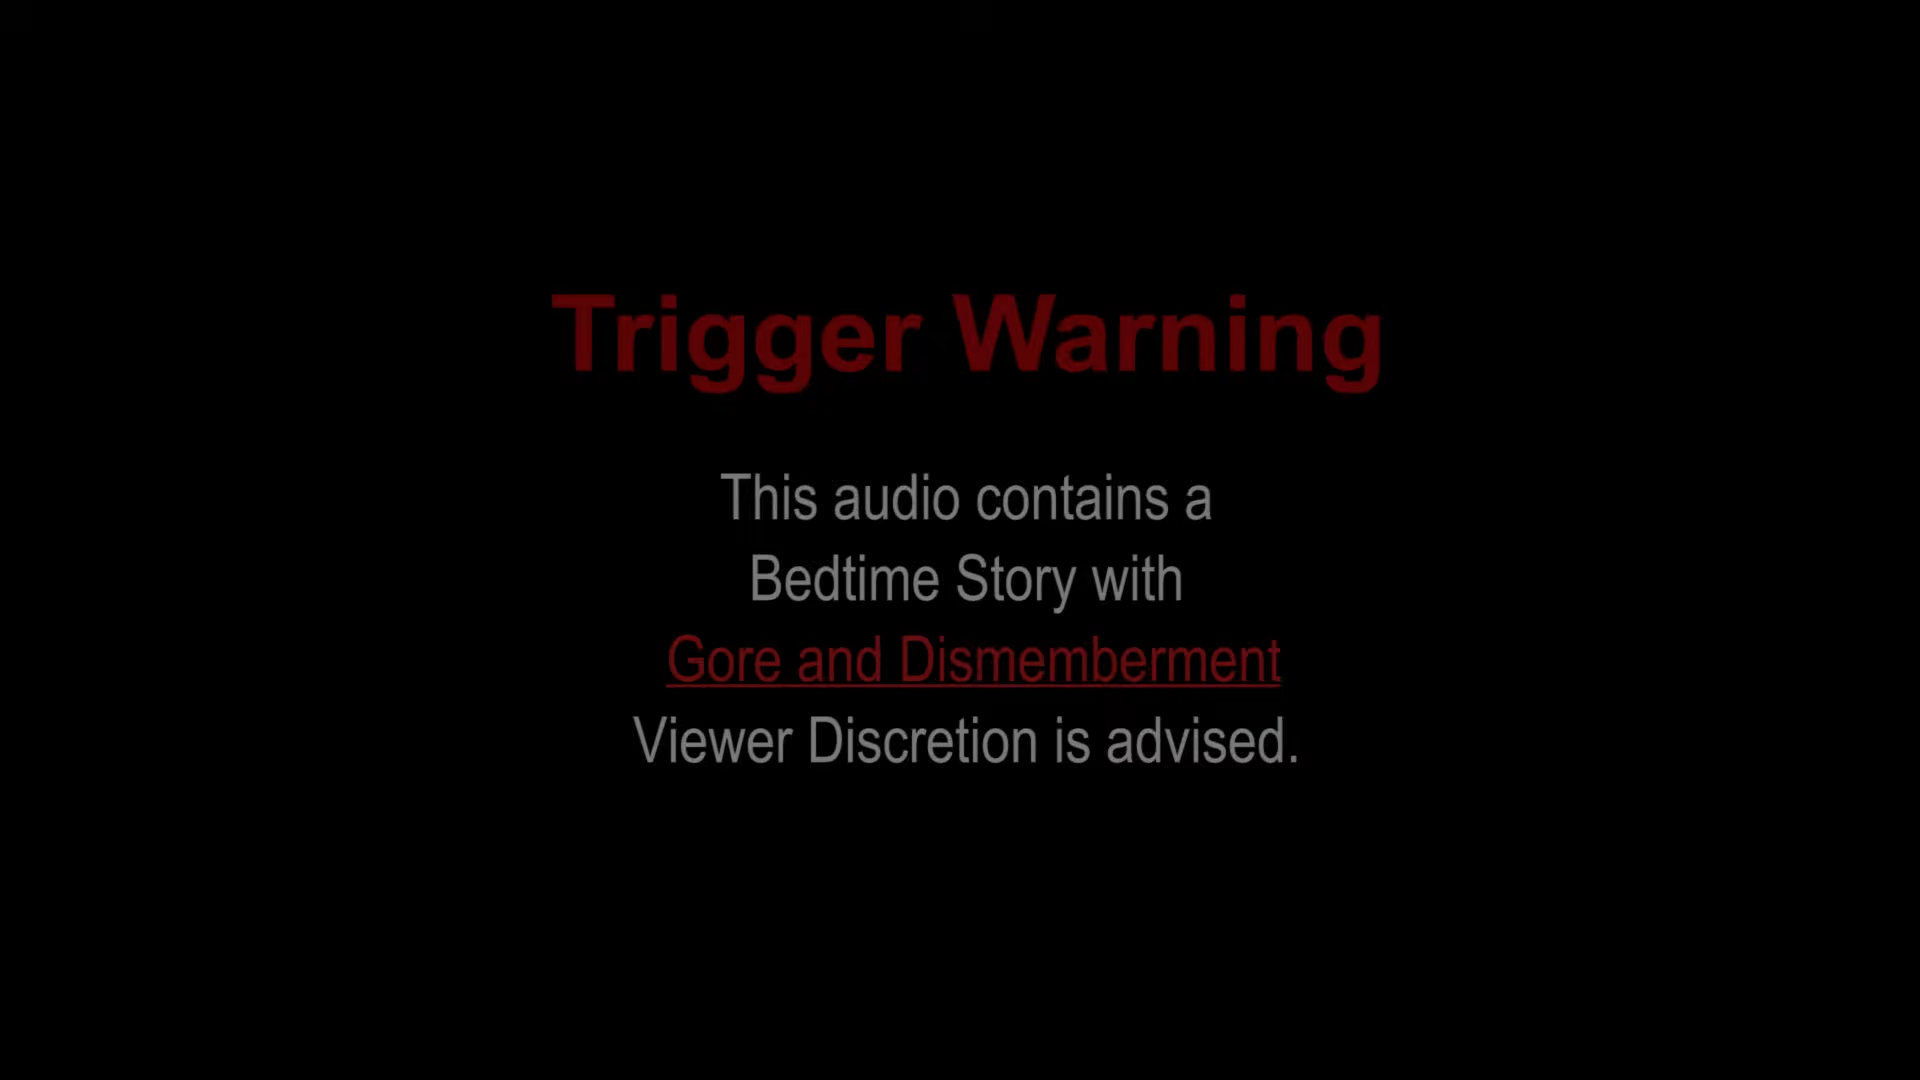 Trigger Warning
This audio contains a
Bedtime Story with
Gore and Dismemberment
Viewer Discretion is advised.